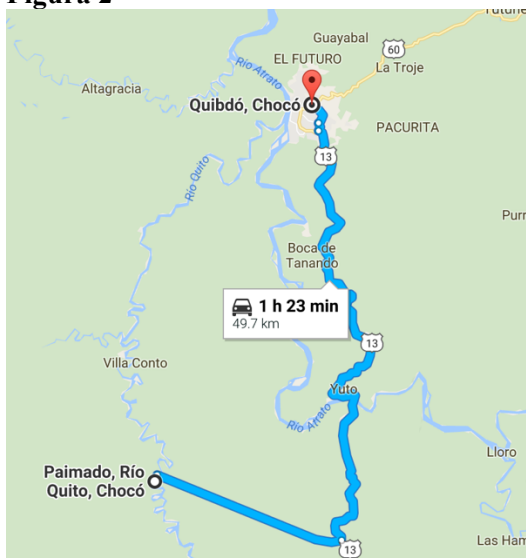 Figura 2
Tutune
Guayabal
60
EL FUTURO
La Troje
Río Atrato
Altagracia
Quibdó, Chocó
PACURITA
13
Río Quito
Purr
Boca de
Tanando
1 h 23 min
49.7 km
13
Villa Conto
Yuto
Río Atrato
Lloro
Paimado, Río
Quito, Chocó
Las Ham
13